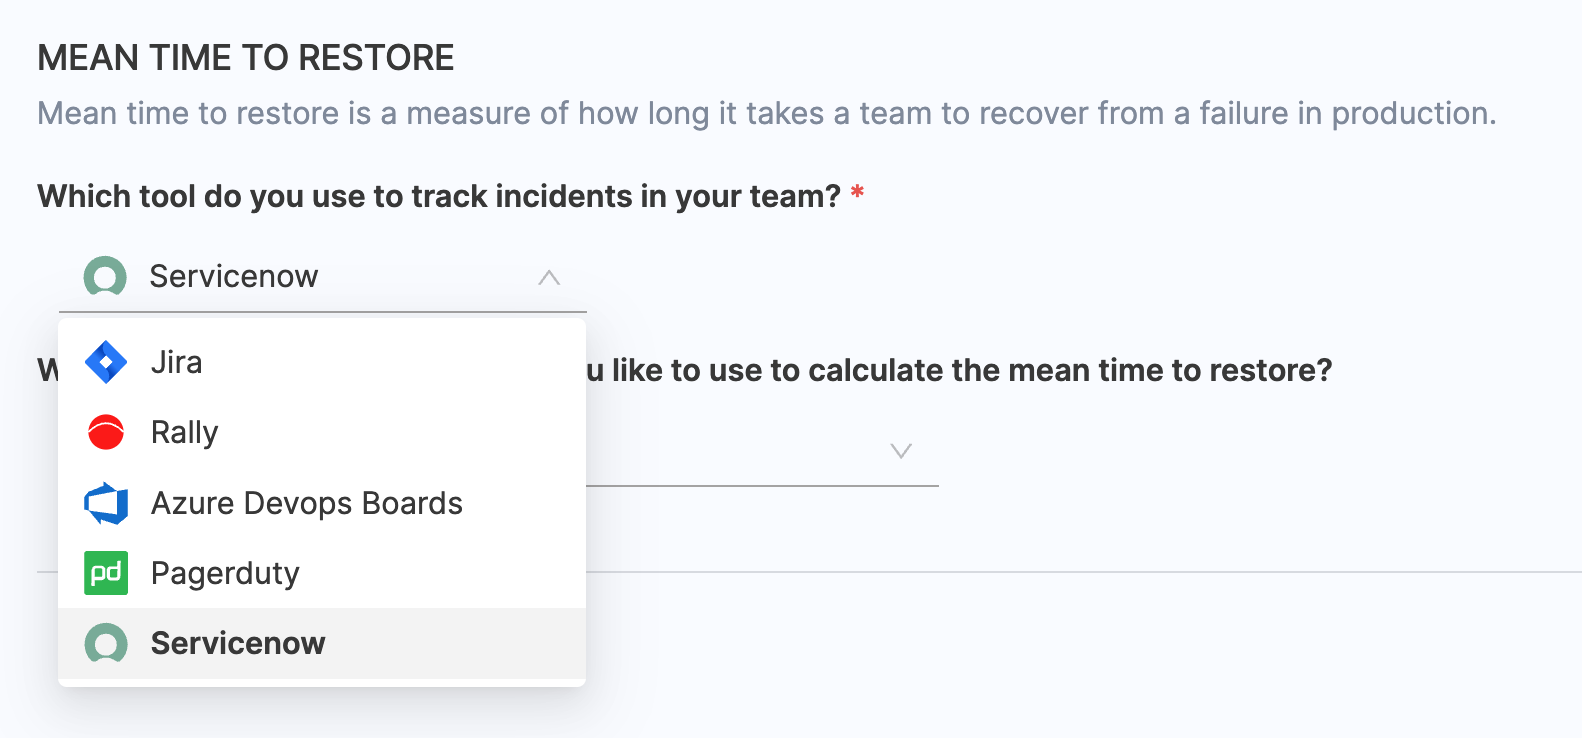 MEAN TIME TO RESTORE
Mean time to restore is a measure of how long it takes a team to recover from a failure in production.
Which tool do you use to track incidents in your team? *
Servicenow
like to use to calculate the mean time to restore?
Jira
Rally
Azure Devops Boards
pd Pagerduty
Servicenow